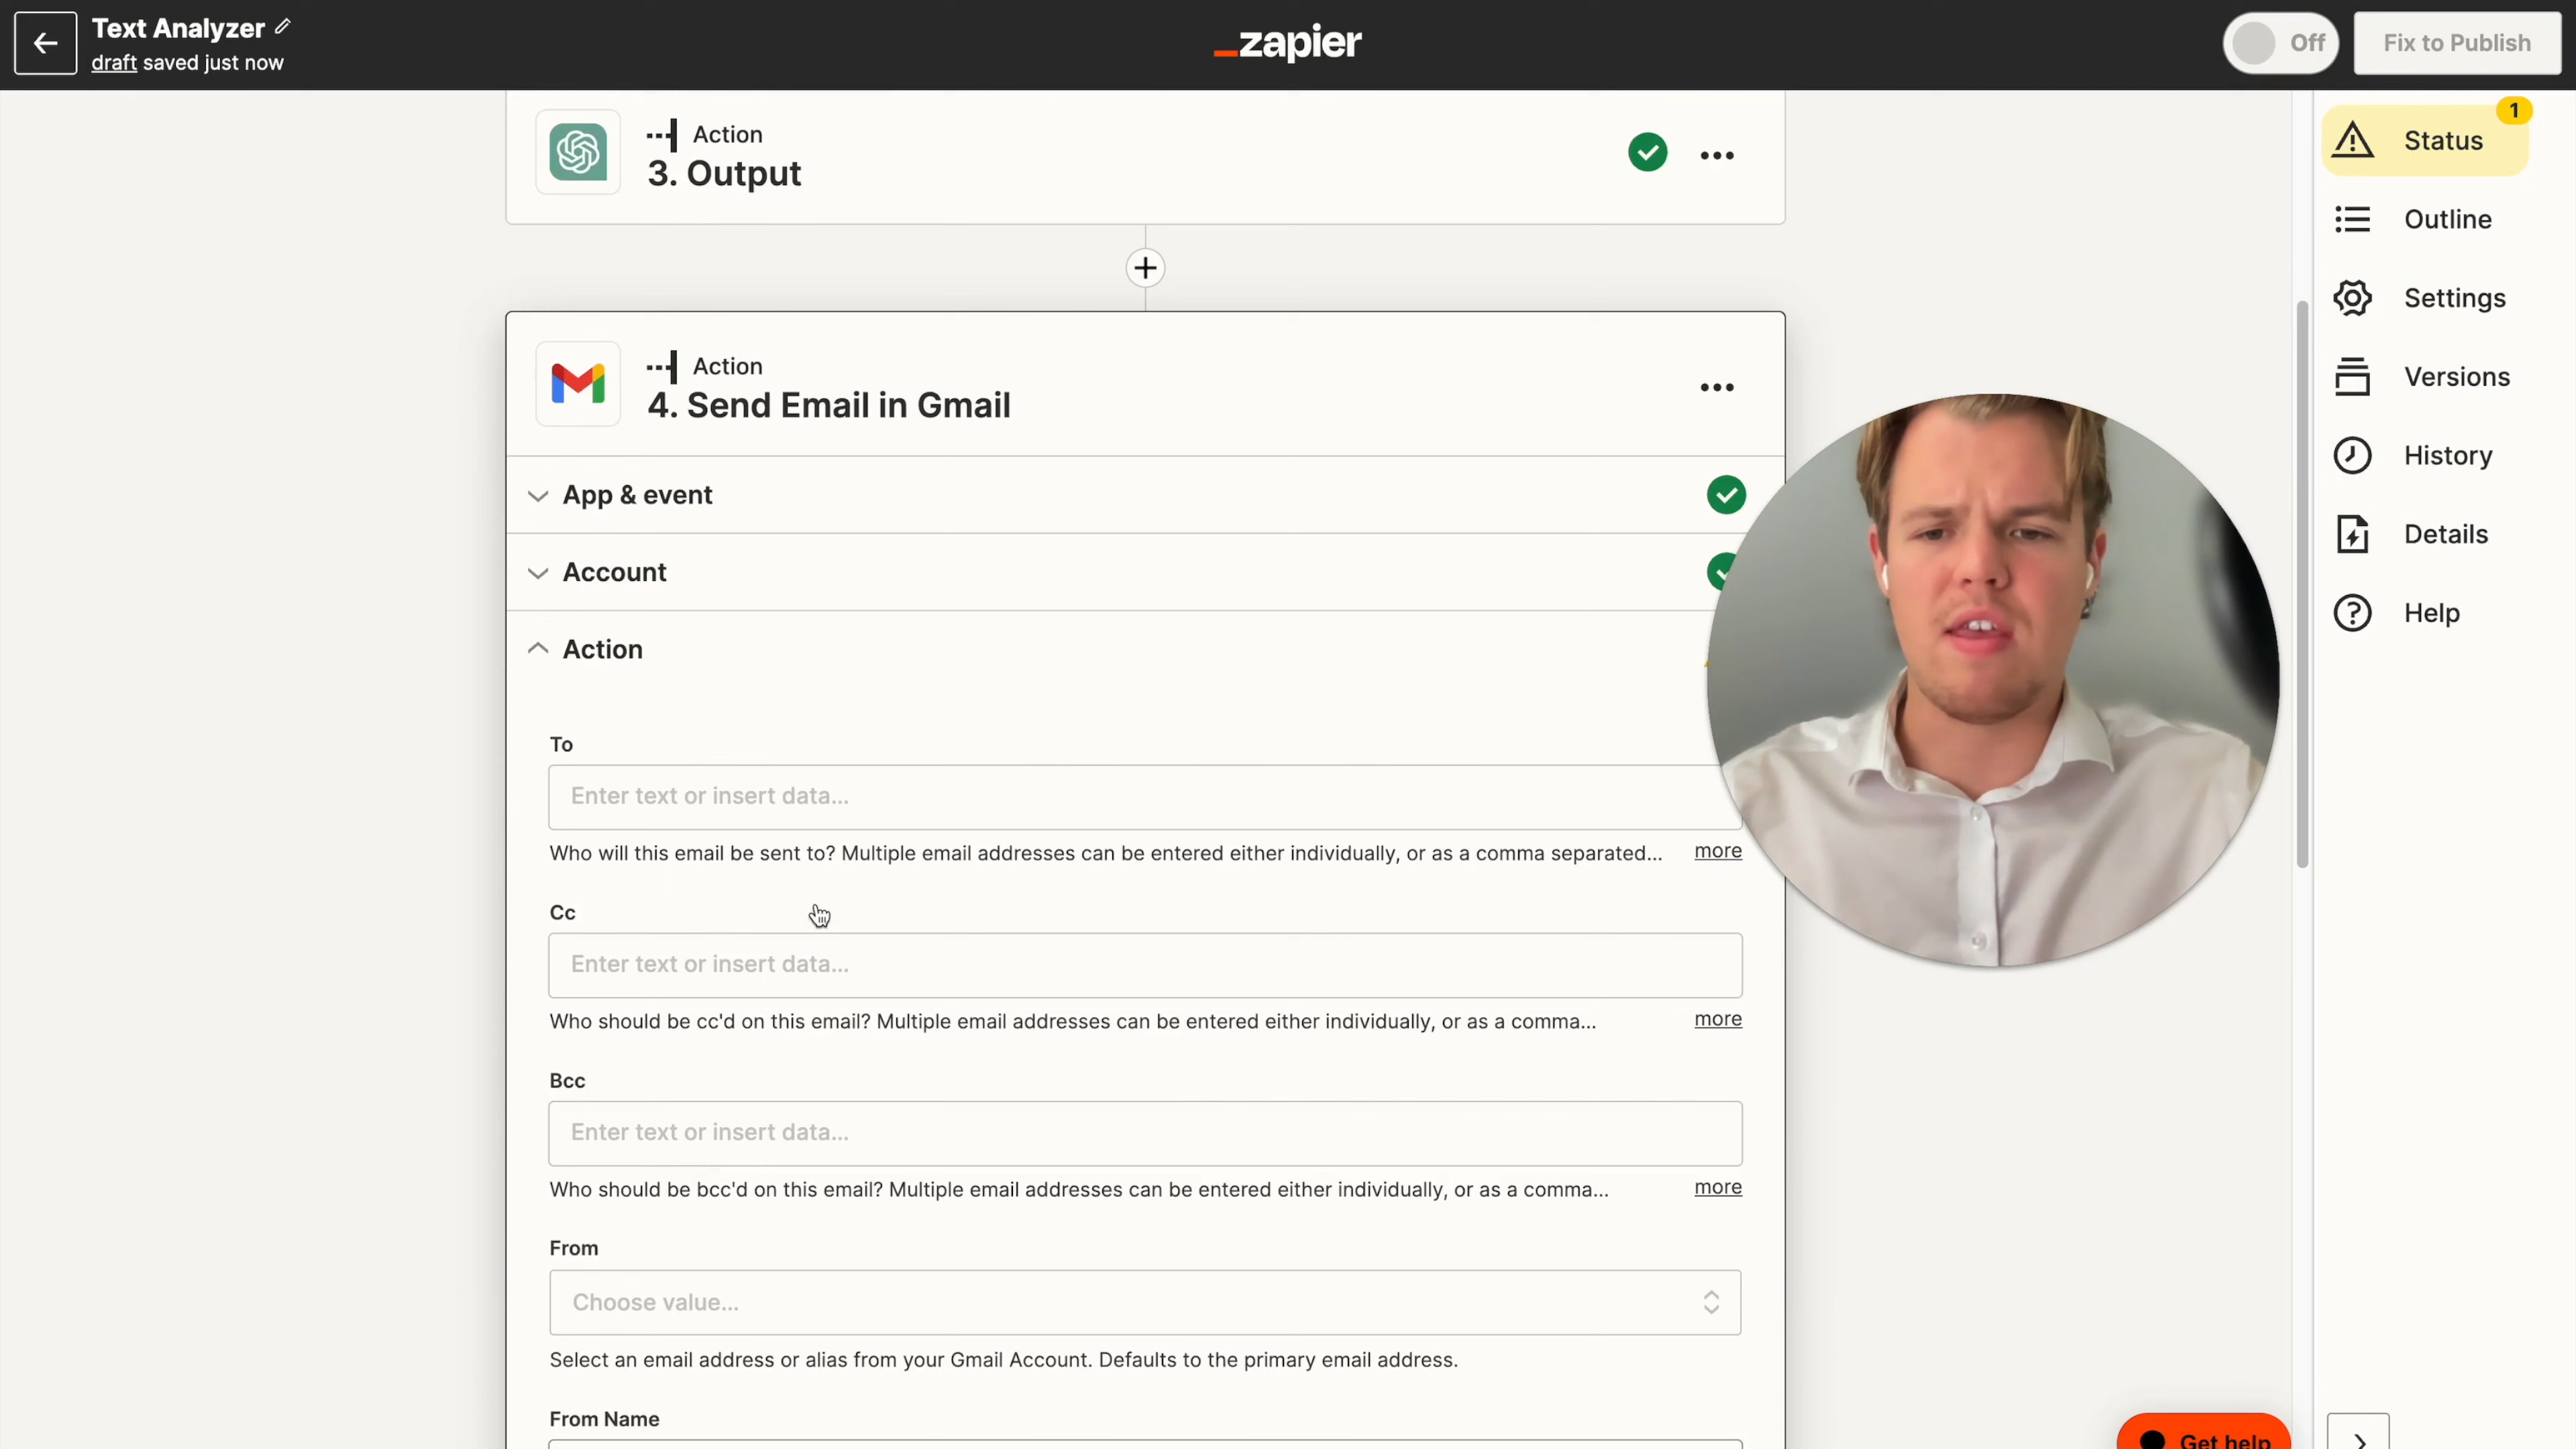 Text Analyzer
draft saved just now
zapier
Off
Fix to Publish
Action
3. Output
Action
4. Send Email in Gmail
App & event
Account
Action
To
Enter text or insert data...
Who will this email be sent to? Multiple email addresses can be entered either individually, or as a comma separated... more
Cc
Enter text or insert data...
Who should be cc'd on this email? Multiple email addresses can be entered either individually, or as a comma... more
Bcc
Enter text or insert data...
Who should be bcc'd on this email? Multiple email addresses can be entered either individually, or as a comma... more
From
Choose value...
Select an email address or alias from your Gmail Account. Defaults to the primary email address.
From Name
1
Status
Outline
Settings
Versions
History
Details
Help
Get help